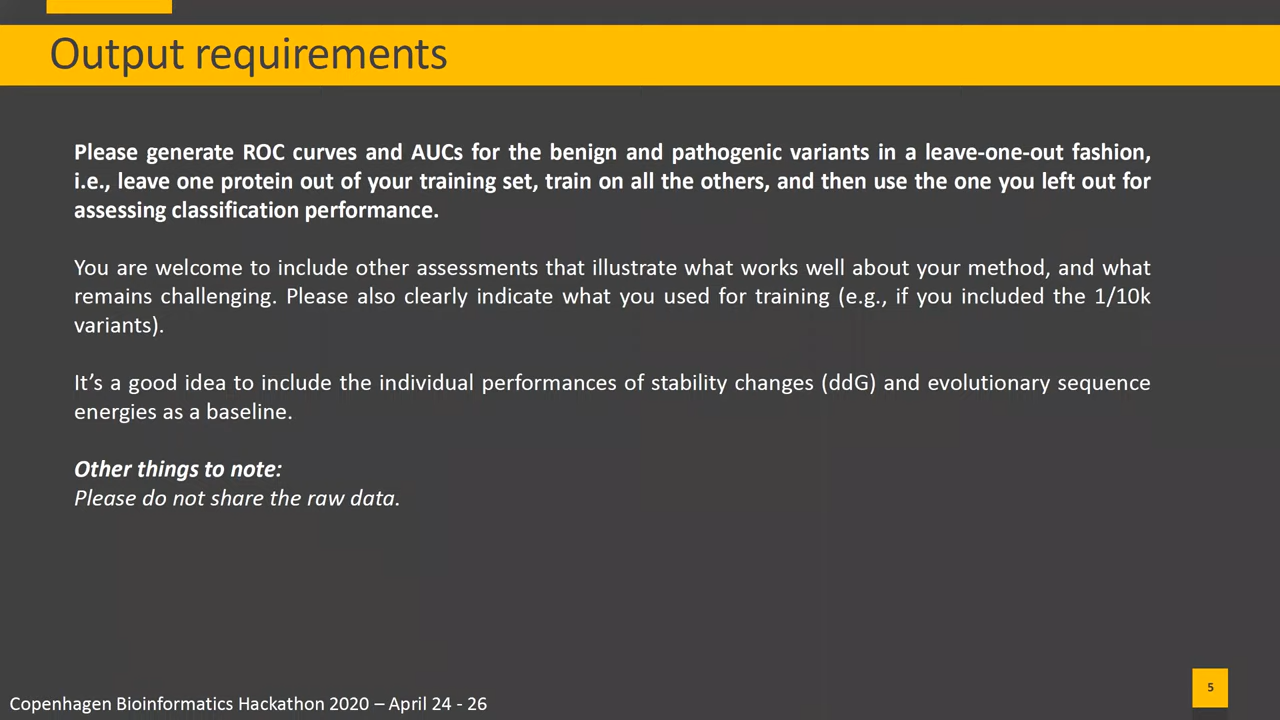 Output requirements
Please generate ROC curves and AUCs for the benign and pathogenic variants in a leave-one-out fashion,
i.e., leave one protein out of your training set, train on all the others, and then use the one you left out for
assessing classification performance.
You are welcome to include other assessments that illustrate what works well about your method, and what
remains challenging. Please also clearly indicate what you used for training (e.g., if you included the 1/10k
variants).
It’s a good idea to include the individual performances of stability changes (ddG) and evolutionary sequence
energies as a baseline.
Other things to note:
Please do not share the raw data.
5
Copenhagen Bioinformatics Hackathon 2020 – April 24 - 26